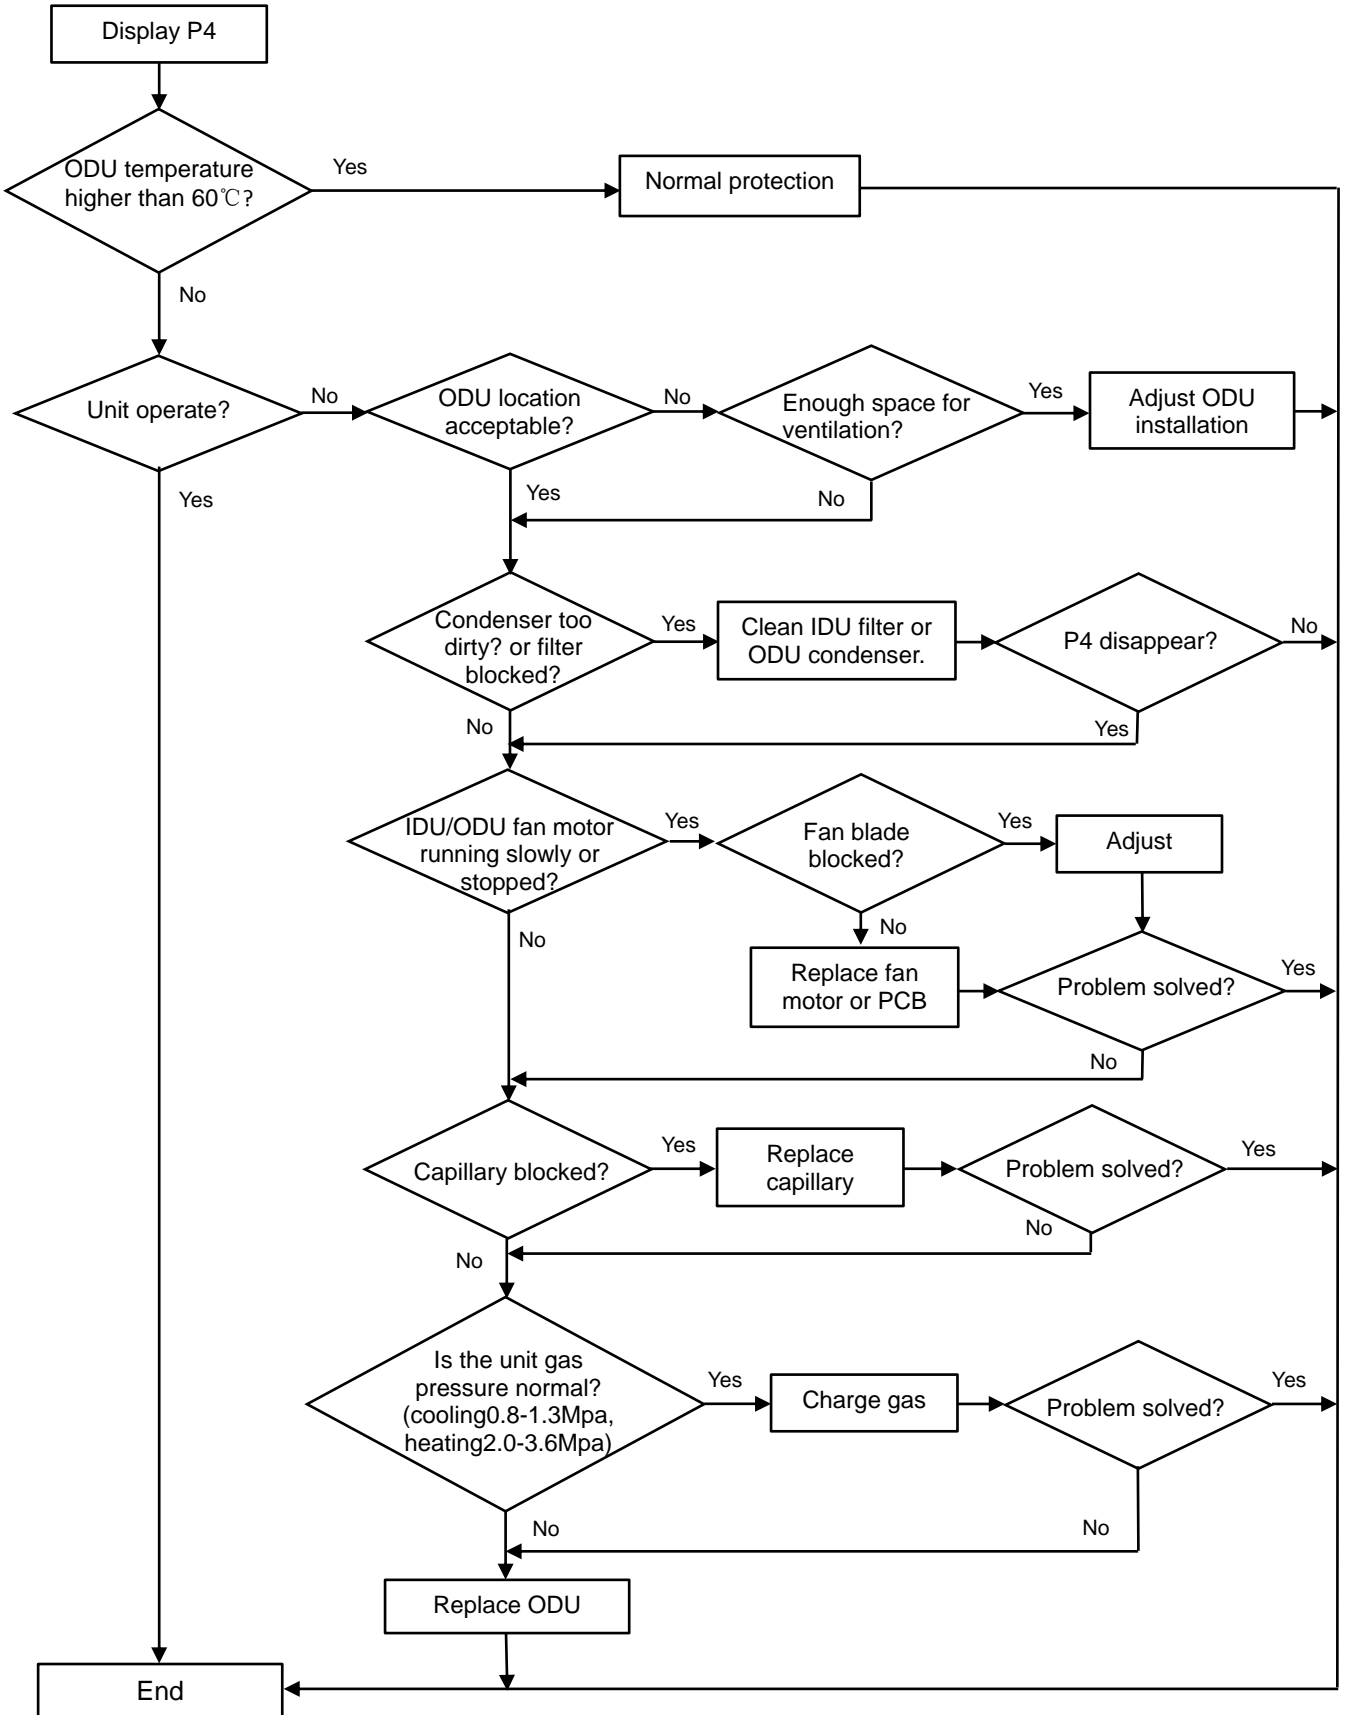 Display P4
ODU temperature
higher than 60℃?
Yes
Normal protection
No
Unit operate?
No
ODU location
acceptable?
No
Enough space for
ventilation?
Yes
Adjust ODU
installation
Yes
Yes
No
Condenser too
dirty? or filter
blocked?
Yes
Clean IDU filter or
ODU condenser.
P4 disappear?
No
No
Yes
IDU/ODU fan motor
running slowly or
stopped?
Yes
Fan blade
blocked?
Yes
Adjust
No
No
Replace fan
motor or PCB
Problem solved?
Yes
No
Capillary blocked?
Yes
Replace
capillary
Problem solved?
Yes
No
No
Is the unit gas
pressure normal?
(cooling0.8-1.3Mpa,
heating2.0-3.6Mpa)
Yes
Charge gas
Problem solved?
Yes
No
No
Replace ODU
End